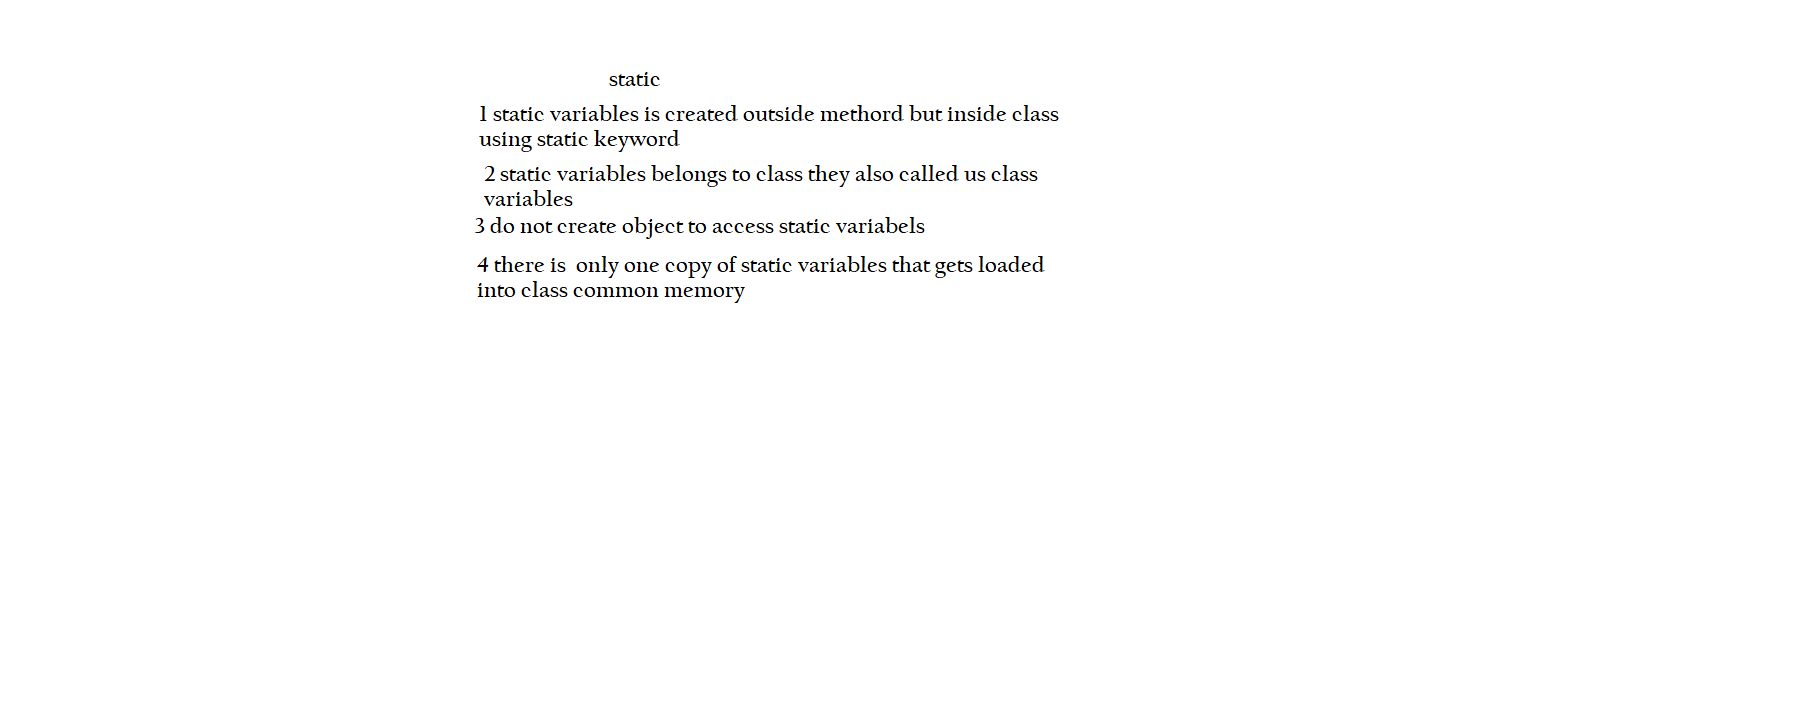 static
1 static variables is created outside methord but inside class
using static keyword
2 static variables belongs to class they also called us class
variables
3 do not create object to access static variabels
4 there is  only one copy of static variables that gets loaded
into class common memory